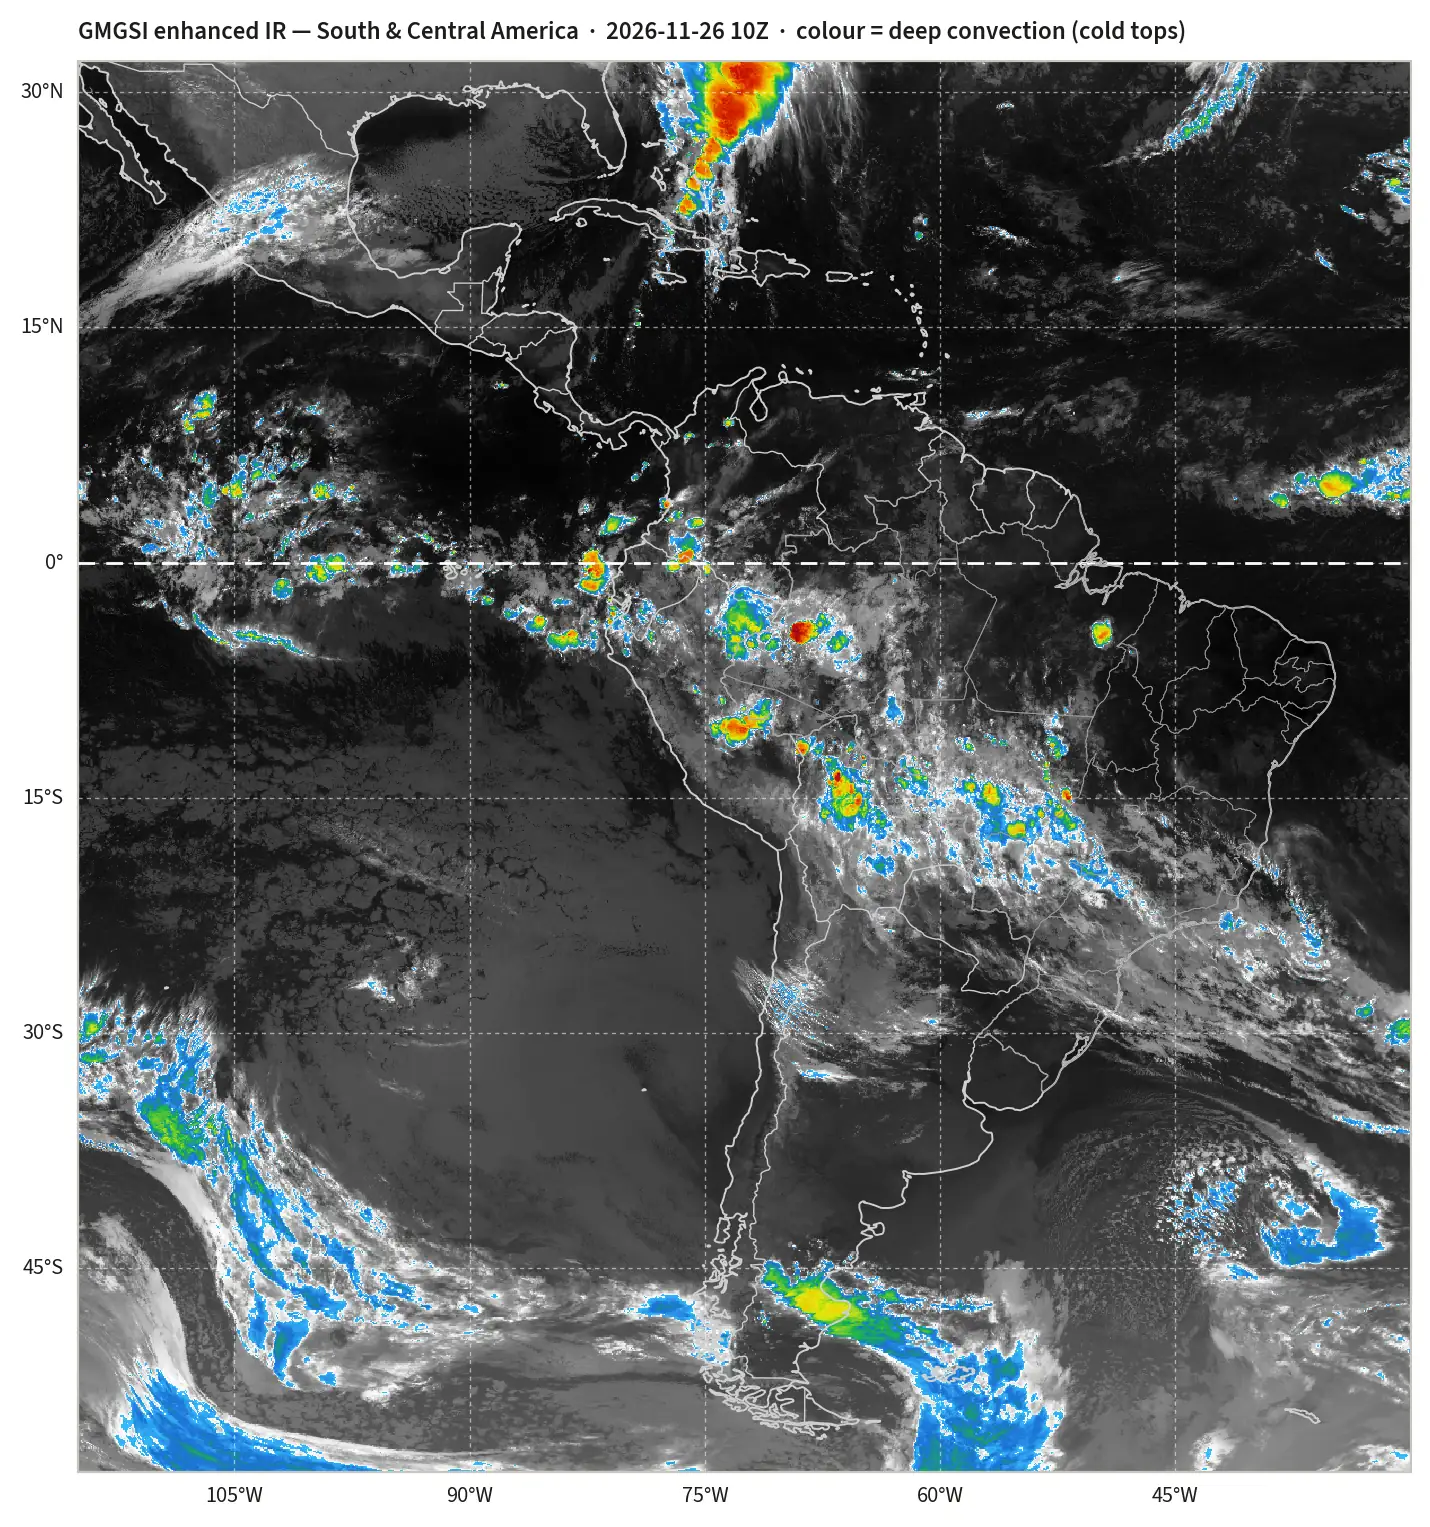 GMGSI enhanced IR — South & Central America · 2026-11-26 10Z · colour = deep convection (cold tops)
30°N
15°N
0°
15°S
30°S
45°S
105°W
90°W
75°W
60°W
45°W